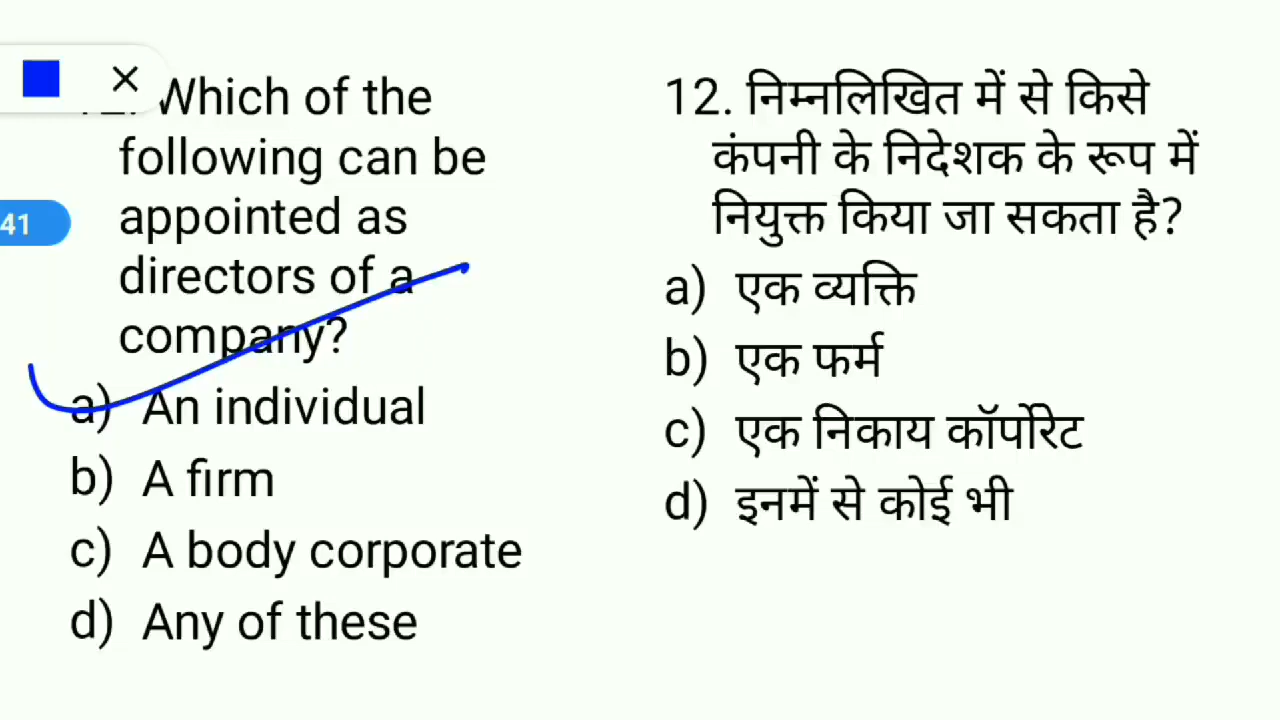 Which of the
following can be
appointed as
directors of a
company?
a) An individual
b) A firm
c) A body corporate
d) Any of these
41
12. निम्नलिखित में से किसे
कंपनी के निदेशक के रूप में
नियुक्त किया जा सकता है?
a) एक व्यक्ति
b) एक फर्म
c) एक निकाय कॉर्पोरेट
d) इनमें से कोई भी